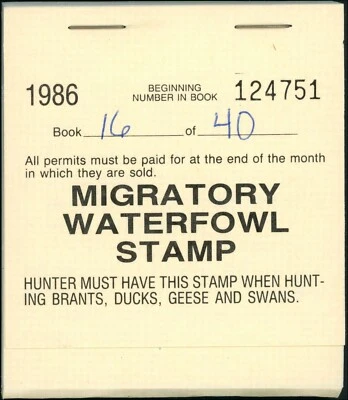 1986 BEGINNING NUMBER IN BOOK 124751
Book 16 of 40
All permits must be paid for at the end of the month
in which they are sold.
MIGRATORY
WATERFOWL
STAMP
HUNTER MUST HAVE THIS STAMP WHEN HUNT-
ING BRANTS, DUCKS, GEESE AND SWANS.